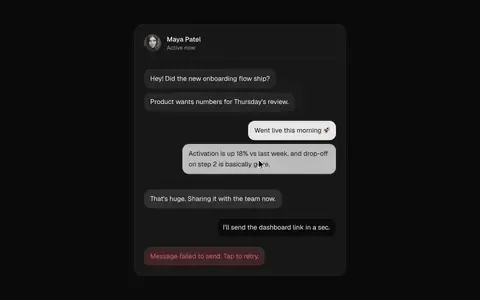 Maya Patel
Active now
Hey! Did the new onboarding flow ship?
Product wants numbers for Thursday's review.
Went live this morning 🚀
Activation is up 18% vs last week, and drop-off
on step 2 is basically gone.
That's huge. Sharing it with the team now.
I'll send the dashboard link in a sec.
Message failed to send. Tap to retry.